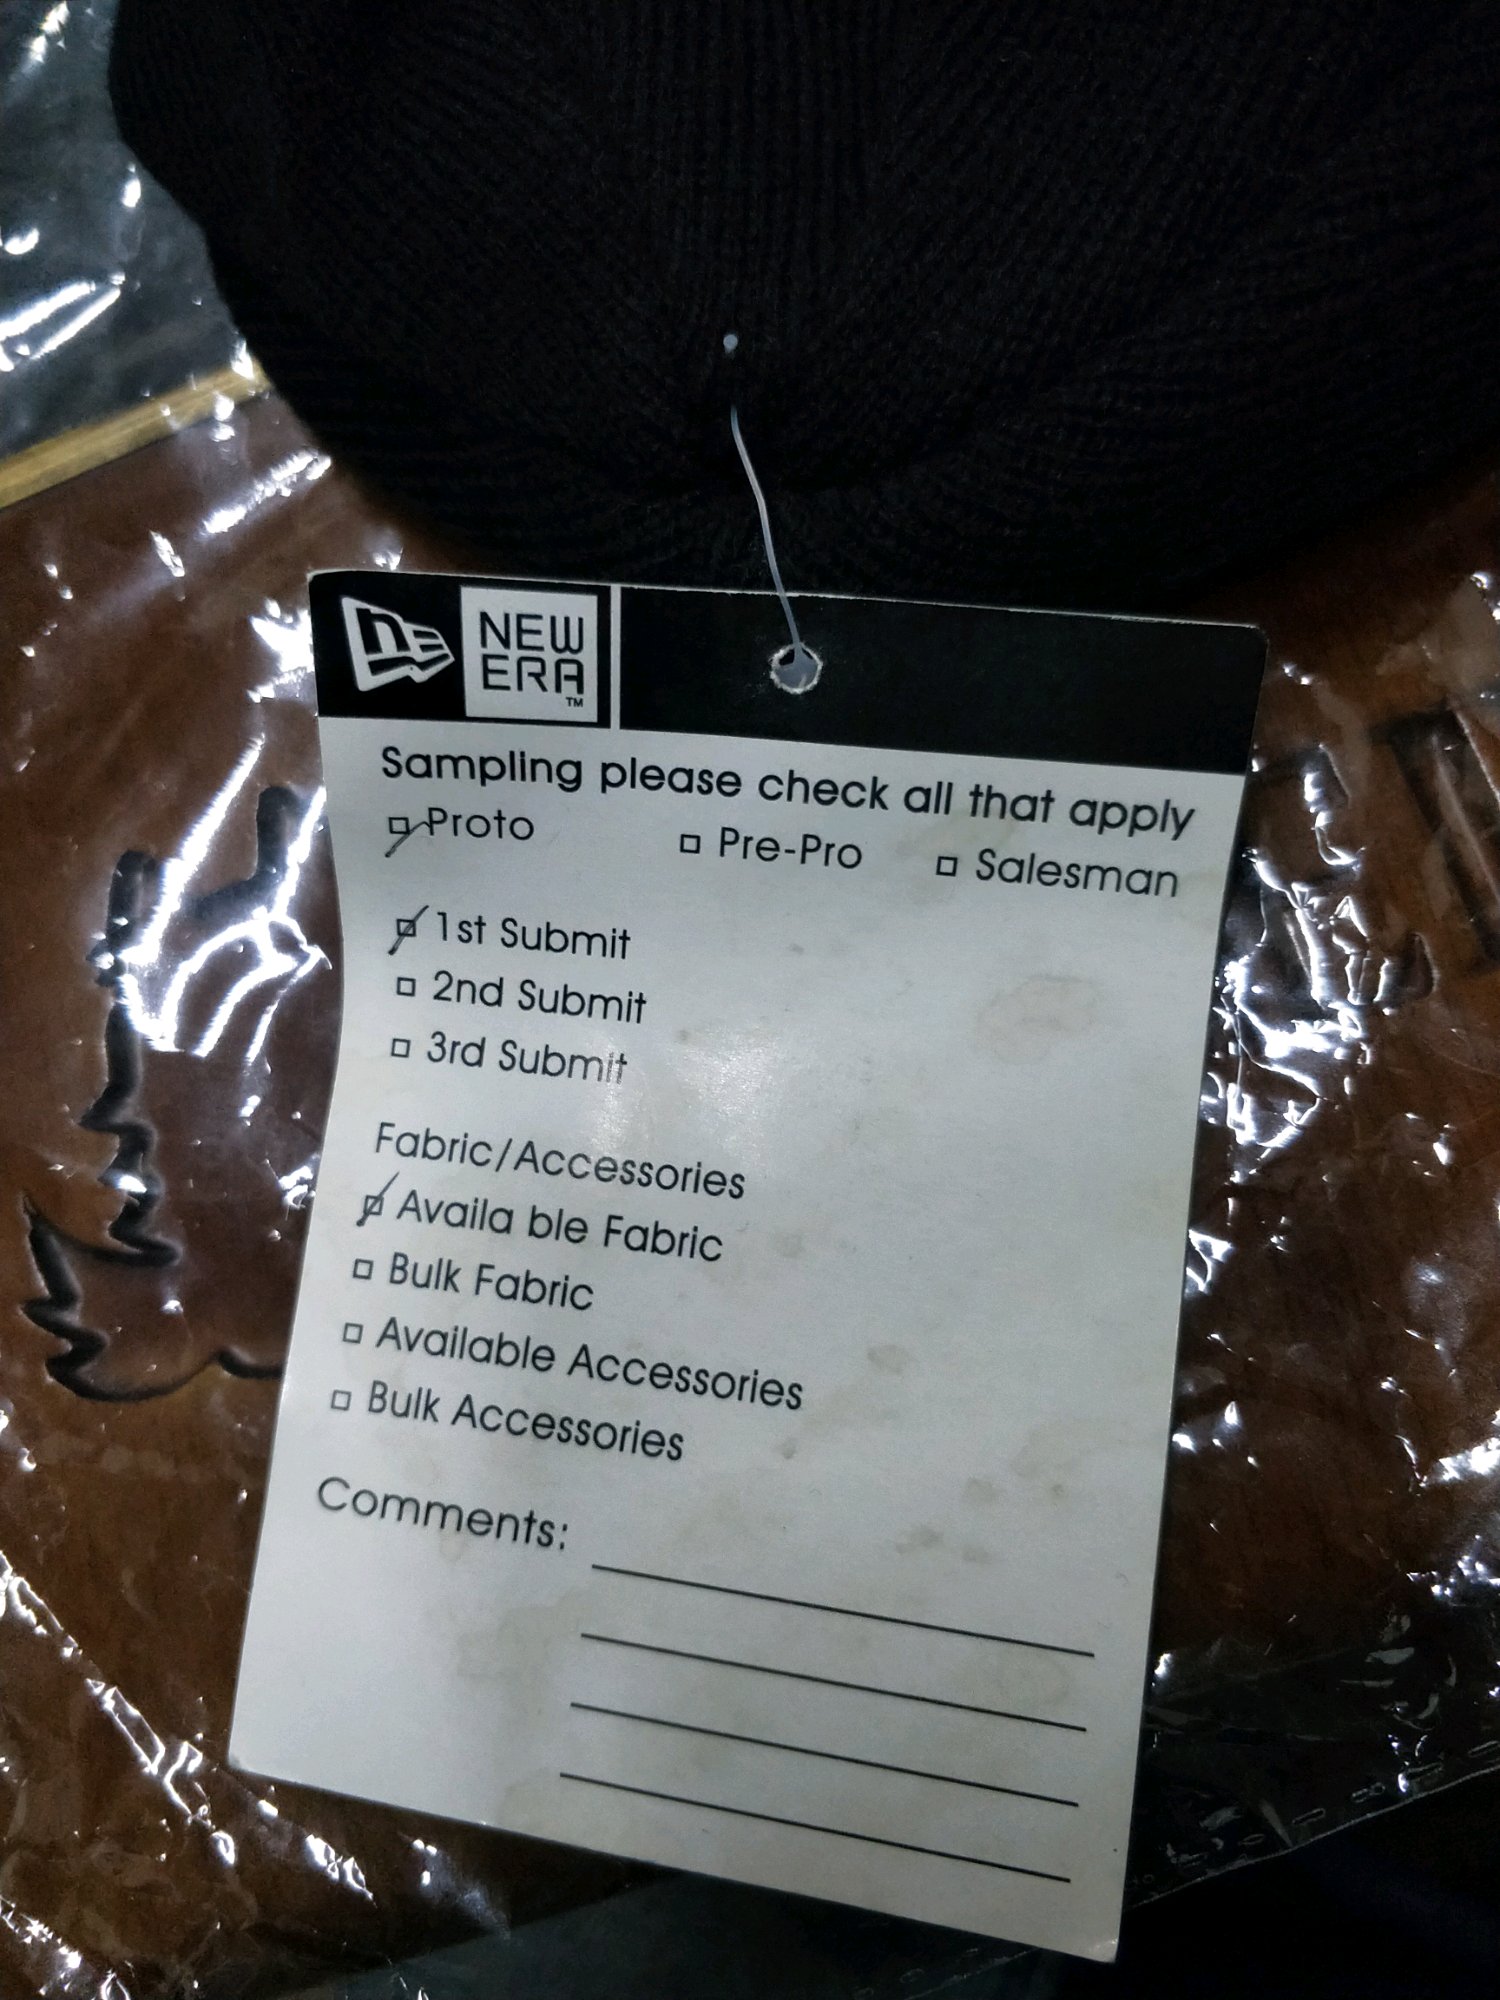 NEW
ERA
TM
Sampling please check all that apply
Proto Pre-Pro Salesman
1st Submit
2nd Submit
3rd Submit
Fabric/Accessories
Availa ble Fabric
Bulk Fabric
Available Accessories
Bulk Accessories
Comments: